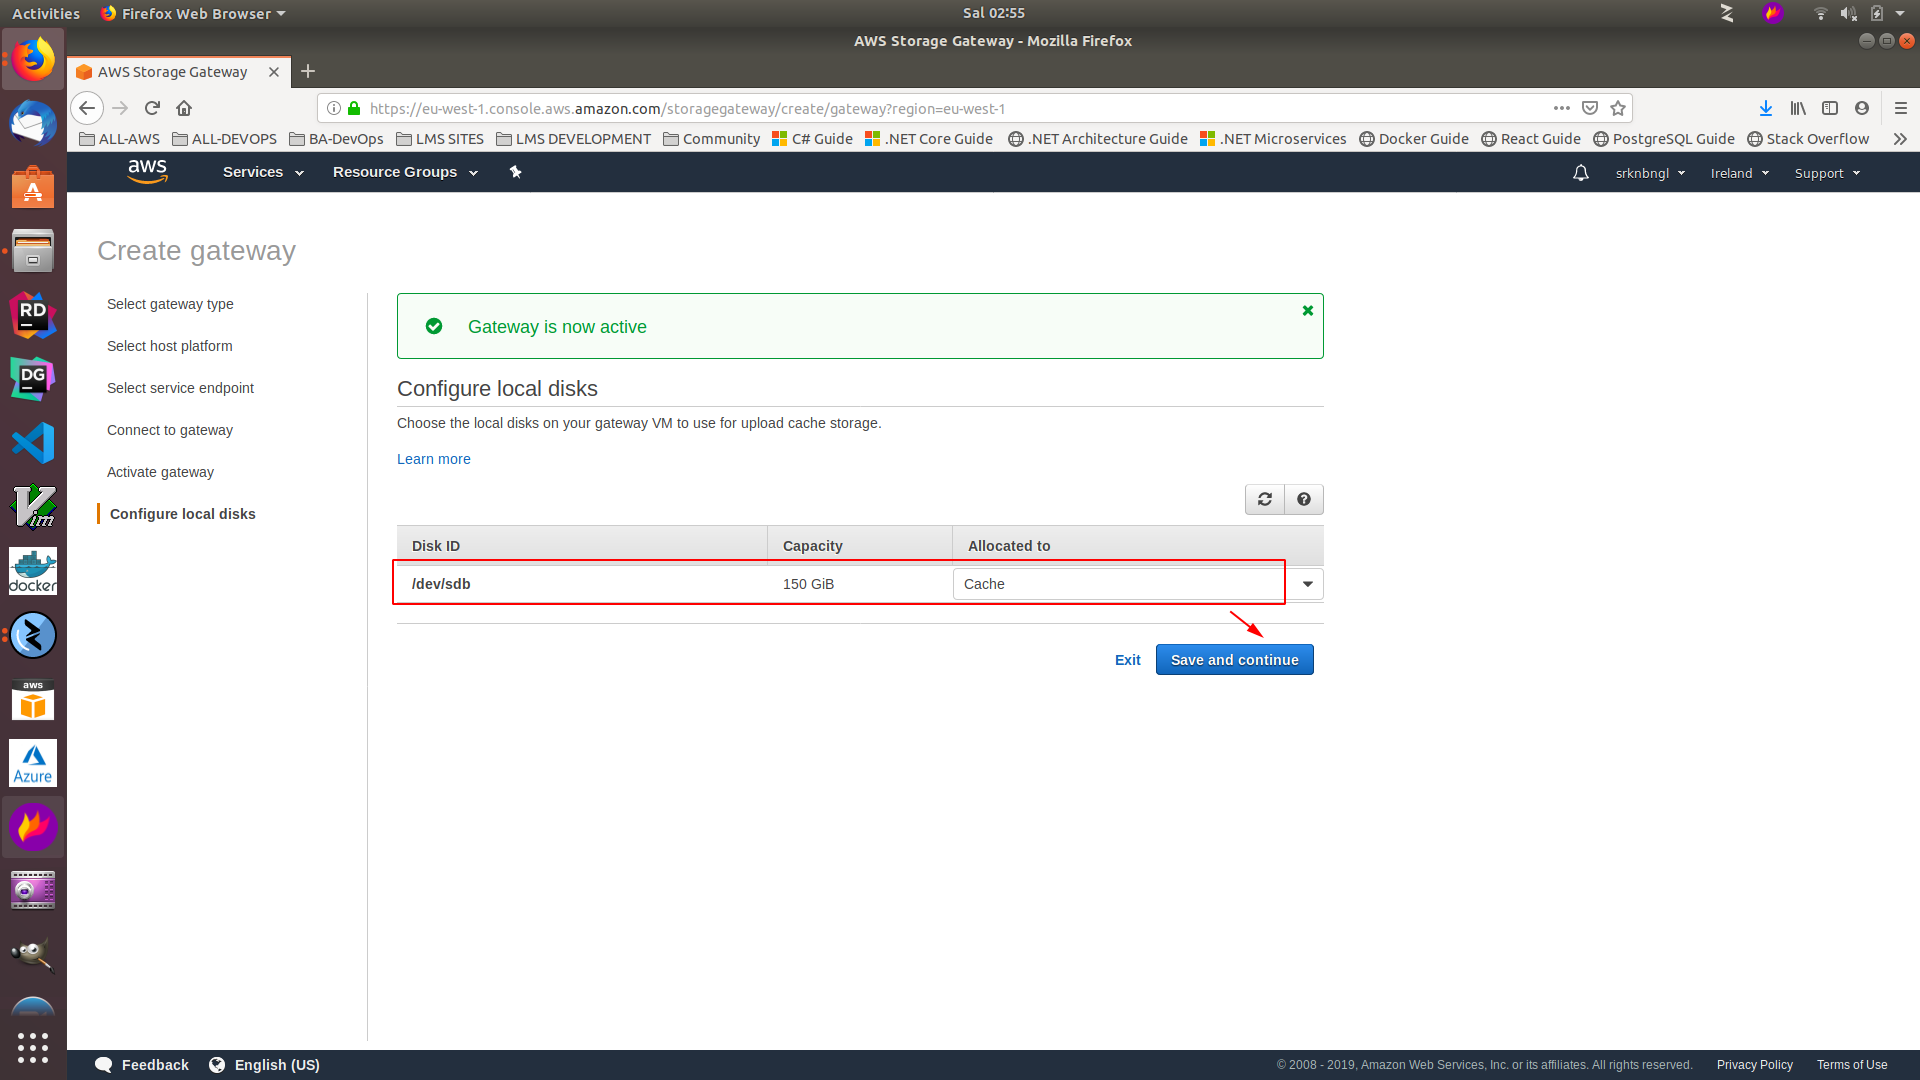 Activities Firefox Web Browser Sal 02:55
AWS Storage Gateway - Mozilla Firefox
AWS Storage Gateway
https://eu-west-1.console.aws.amazon.com/storagegateway/create/gateway?region=eu-west-1
ALL-AWS ALL-DEVOPS BA-DevOps LMS SITES LMS DEVELOPMENT Community C# Guide .NET Core Guide .NET Architecture Guide .NET Microservices Docker Guide React Guide PostgreSQL Guide Stack Overflow
aws Services Resource Groups srknbngl Ireland Support
Create gateway
Select gateway type
Select host platform
Select service endpoint
Connect to gateway
Activate gateway
Configure local disks
Gateway is now active
Configure local disks
Choose the local disks on your gateway VM to use for upload cache storage.
Learn more
Disk ID Capacity Allocated to
/dev/sdb 150 GiB Cache
Exit Save and continue
RD
DG
Vim
docker
aws
Azure
Feedback English (US) © 2008 - 2019, Amazon Web Services, Inc. or its affiliates. All rights reserved. Privacy Policy Terms of Use